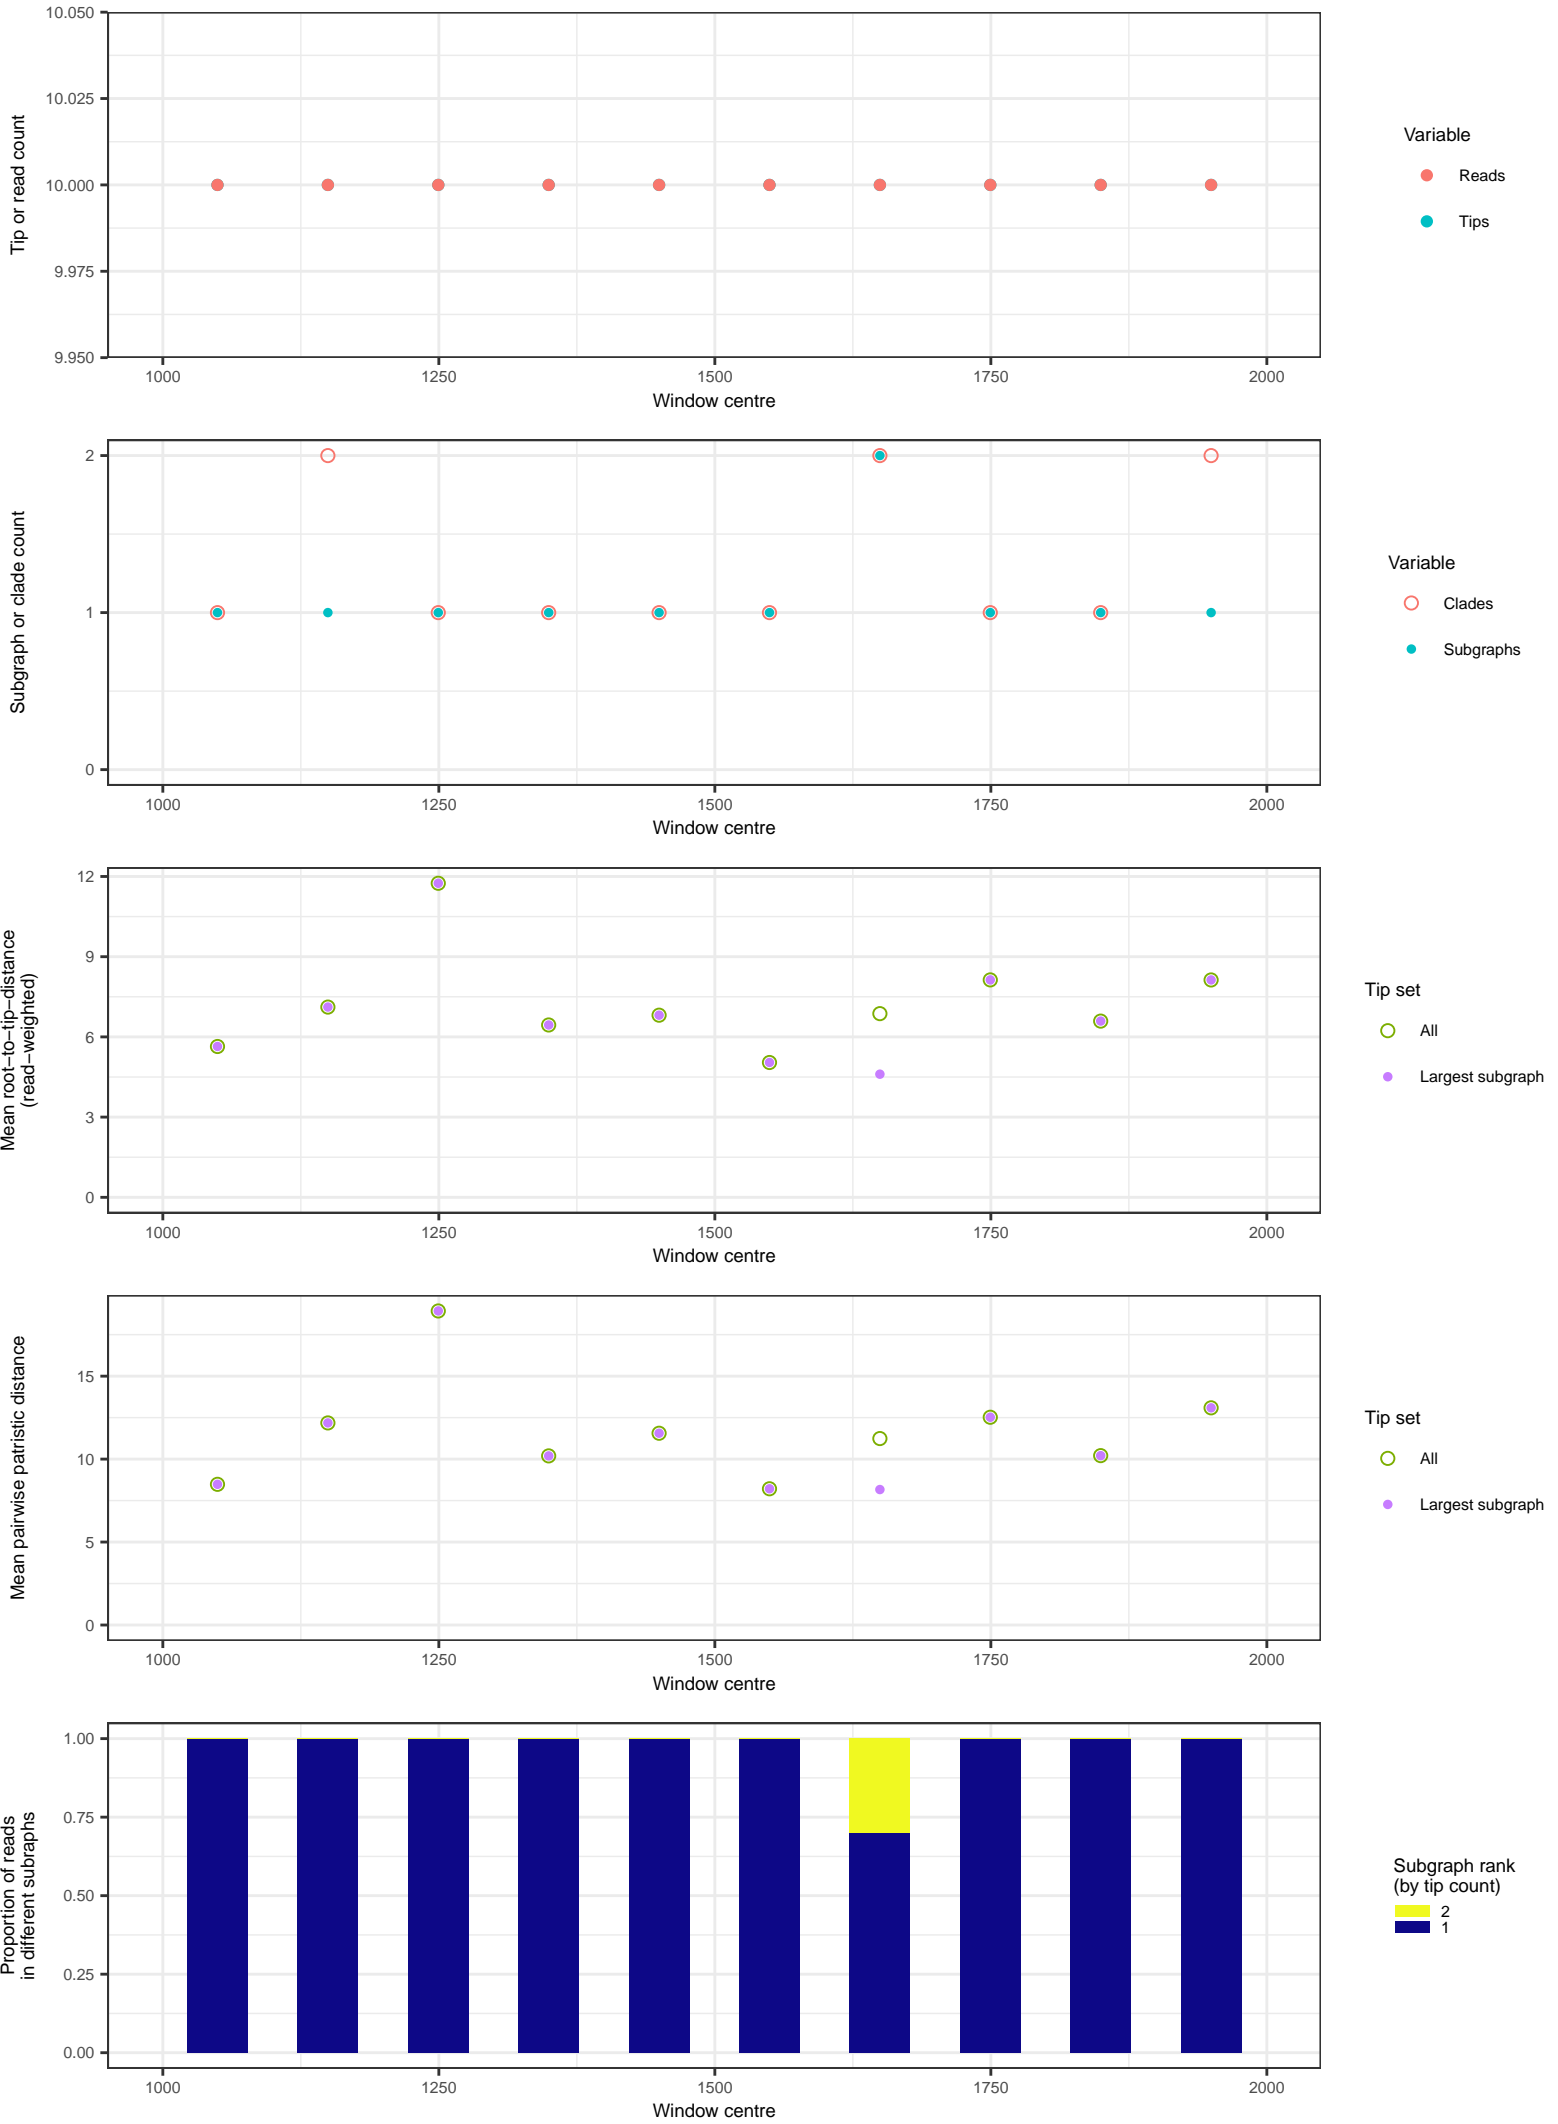 10.050
10.025
10.000
9.975
9.950
Tip or read count
1000 1250 1500 1750 2000
Window centre
Variable
Reads
Tips
2
1
0
Subgraph or clade count
1000 1250 1500 1750 2000
Window centre
Variable
Clades
Subgraphs
12
9
6
3
0
Mean root−to−tip−distance
(read−weighted)
1000 1250 1500 1750 2000
Window centre
Tip set
All
Largest subgraph
15
10
5
0
Mean pairwise patristic distance
1000 1250 1500 1750 2000
Window centre
Tip set
All
Largest subgraph
1.00
0.75
0.50
0.25
0.00
Proportion of reads
in different subraphs
1000 1250 1500 1750 2000
Window centre
Subgraph rank
(by tip count)
2
1